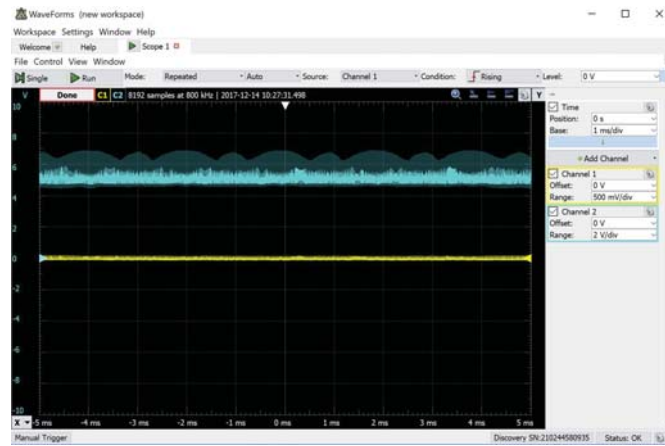 WaveForms (new workspace)
Workspace Settings Window Help
Welcome Help Scope 1
File Control View Window
Single Run Mode: Repeated Auto Source: Channel 1 Condition: Rising Level: 0 V
V Done C1 C2 8192 samples at 800 kHz | 2017-12-14 10:27:31.498 Y
Time
Position: 0 s
Base: 1 ms/div
Add Channel
Channel 1
Offset: 0 V
Range: 500 mV/div
Channel 2
Offset: 0 V
Range: 2 V/div
10
8
6
4
2
0
-2
-4
-6
-8
-10
X -5 ms -4 ms -3 ms -2 ms -1 ms 0 ms 1 ms 2 ms 3 ms 4 ms 5 ms
Manual Trigger Discovery SN:210244580935 Status: OK